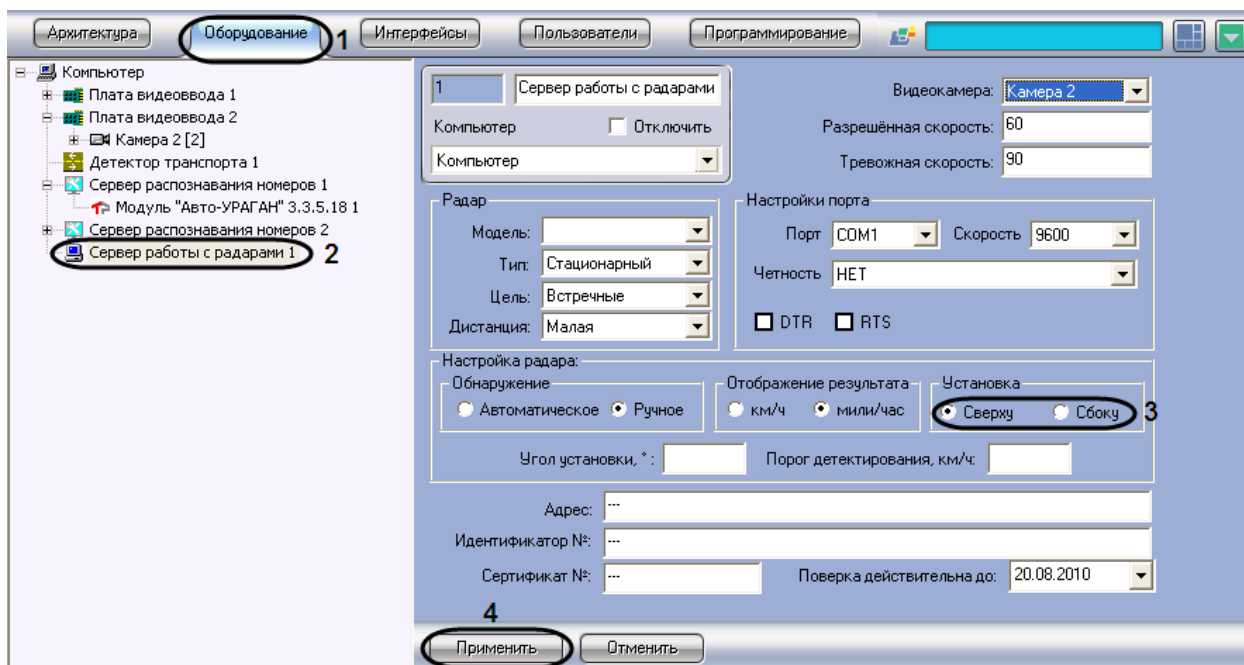 Архитектура Оборудование 1 Интерфейсы Пользователи Программирование
Компьютер
Плата видеоввода 1
Плата видеоввода 2
Камера 2 [2]
Детектор транспорта 1
Сервер распознавания номеров 1
Модуль "Авто-УРАГАН" 3.3.5.18 1
Сервер распознавания номеров 2
Сервер работы с радарами 1 2
1 Сервер работы с радарами
Компьютер Отключить
Компьютер
Видеокамера: Камера 2
Разрешённая скорость: 60
Тревожная скорость: 90
Радар
Модель:
Тип: Стационарный
Цель: Встречные
Дистанция: Малая
Настройки порта
Порт COM1 Скорость 9600
Четность НЕТ
DTR RTS
Настройка радара:
Обнаружение
Автоматическое Ручное
Отображение результата
км/ч мили/час
Установка
Сверху Сбоку 3
Угол установки, ° : Порог детектирования, км/ч:
Адрес: ---
Идентификатор №: ---
Сертификат №: --- Поверка действительна до: 20.08.2010
4
Применить Отменить